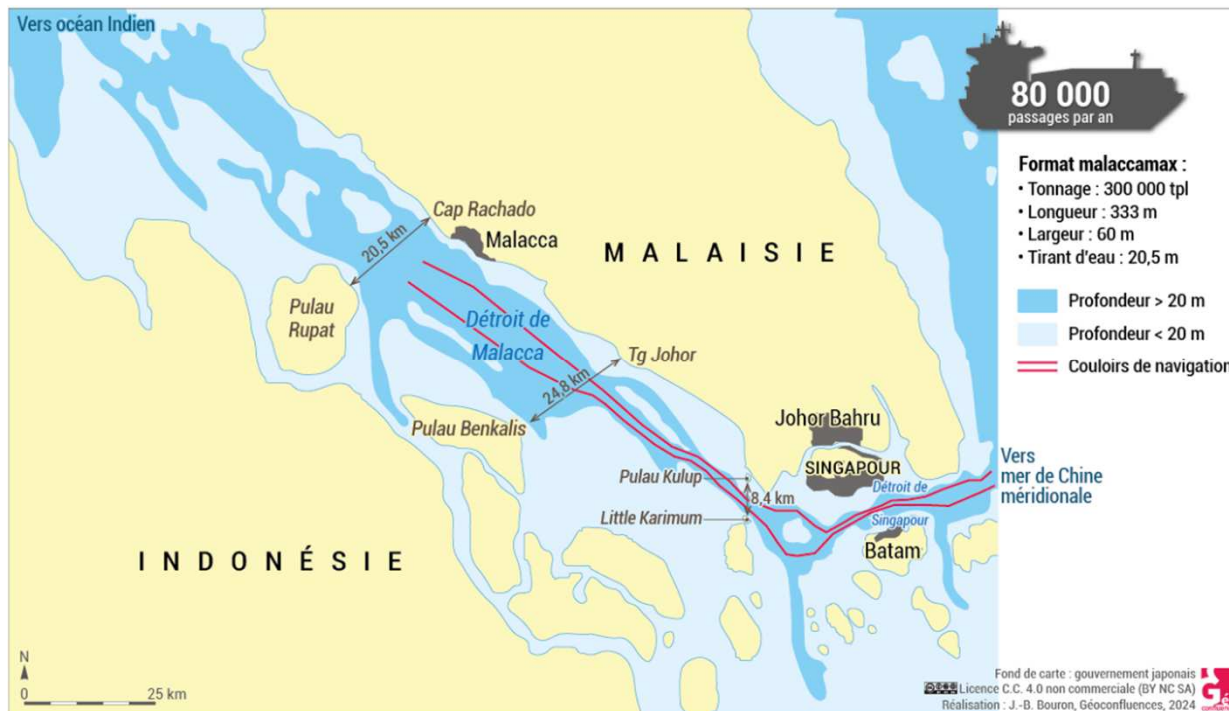 Vers océan Indien
80 000
passages par an
Format malaccamax :
• Tonnage : 300 000 tpl
• Longueur : 333 m
• Largeur : 60 m
• Tirant d'eau : 20,5 m
Profondeur > 20 m
Profondeur < 20 m
Couloirs de navigation
Cap Rachado
Malacca
20,5 km
MALAISIE
Pulau
Rupat
Détroit de
Malacca
Tg Johor
24,8 km
Pulau Benkalis
Johor Bahru
SINGAPOUR
Pulau Kulup
8,4 km
Little Karimum
Détroit de
Singapour
Batam
Vers
mer de Chine
méridionale
INDONÉSIE
N
0 25 km
Fond de carte : gouvernement japonais
Licence C.C. 4.0 non commerciale (BY NC SA)
Réalisation : J.-B. Bouron, Géoconfluences, 2024